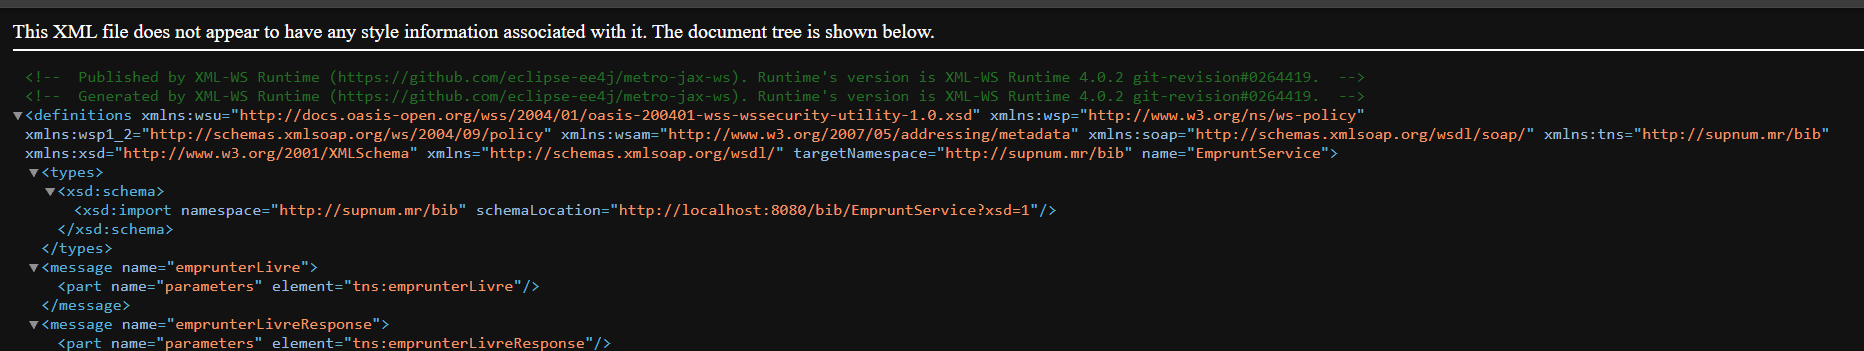 This XML file does not appear to have any style information associated with it. The document tree is shown below.
<!--  Published by XML-WS Runtime (https://github.com/eclipse-ee4j/metro-jax-ws). Runtime's version is XML-WS Runtime 4.0.2 git-revision#0264419.  -->
<!--  Generated by XML-WS Runtime (https://github.com/eclipse-ee4j/metro-jax-ws). Runtime's version is XML-WS Runtime 4.0.2 git-revision#0264419.  -->
<definitions xmlns:wsu="http://docs.oasis-open.org/wss/2004/01/oasis-200401-wss-wssecurity-utility-1.0.xsd" xmlns:wsp="http://www.w3.org/ns/ws-policy"
xmlns:wsp1_2="http://schemas.xmlsoap.org/ws/2004/09/policy" xmlns:wsam="http://www.w3.org/2007/05/addressing/metadata" xmlns:soap="http://schemas.xmlsoap.org/wsdl/soap/" xmlns:tns="http://supnum.mr/bib"
xmlns:xsd="http://www.w3.org/2001/XMLSchema" xmlns="http://schemas.xmlsoap.org/wsdl/" targetNamespace="http://supnum.mr/bib" name="EmpruntService">
<types>
<xsd:schema>
<xsd:import namespace="http://supnum.mr/bib" schemaLocation="http://localhost:8080/bib/EmpruntService?xsd=1"/>
</xsd:schema>
</types>
<message name="emprunterLivre">
<part name="parameters" element="tns:emprunterLivre"/>
</message>
<message name="emprunterLivreResponse">
<part name="parameters" element="tns:emprunterLivreResponse"/>